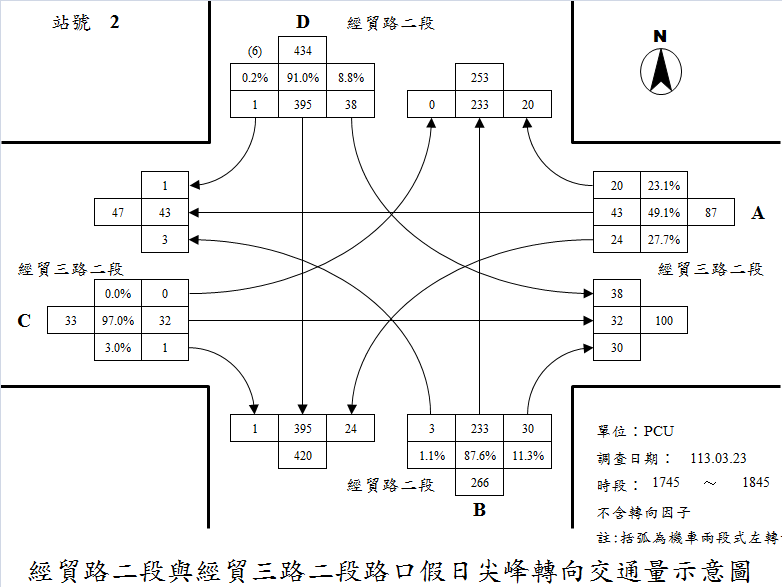 站號 2
D 經貿路二段
N
(6) 434
0.2% 91.0% 8.8%
1 395 38
253
0 233 20
1
47 43
3
20 23.1%
43 49.1% 87 A
24 27.7%
經貿三路二段
經貿三路二段
0.0% 0
C 33 97.0% 32
3.0% 1
38
32 100
30
1 395 24
420
3 233 30
1.1% 87.6% 11.3%
266
經貿路二段
B
單位：PCU
調查日期： 113.03.23
時段： 1745 ～ 1845
不含轉向因子
註:括弧為機車兩段式左轉
經貿路二段與經貿三路二段路口假日尖峰轉向交通量示意圖